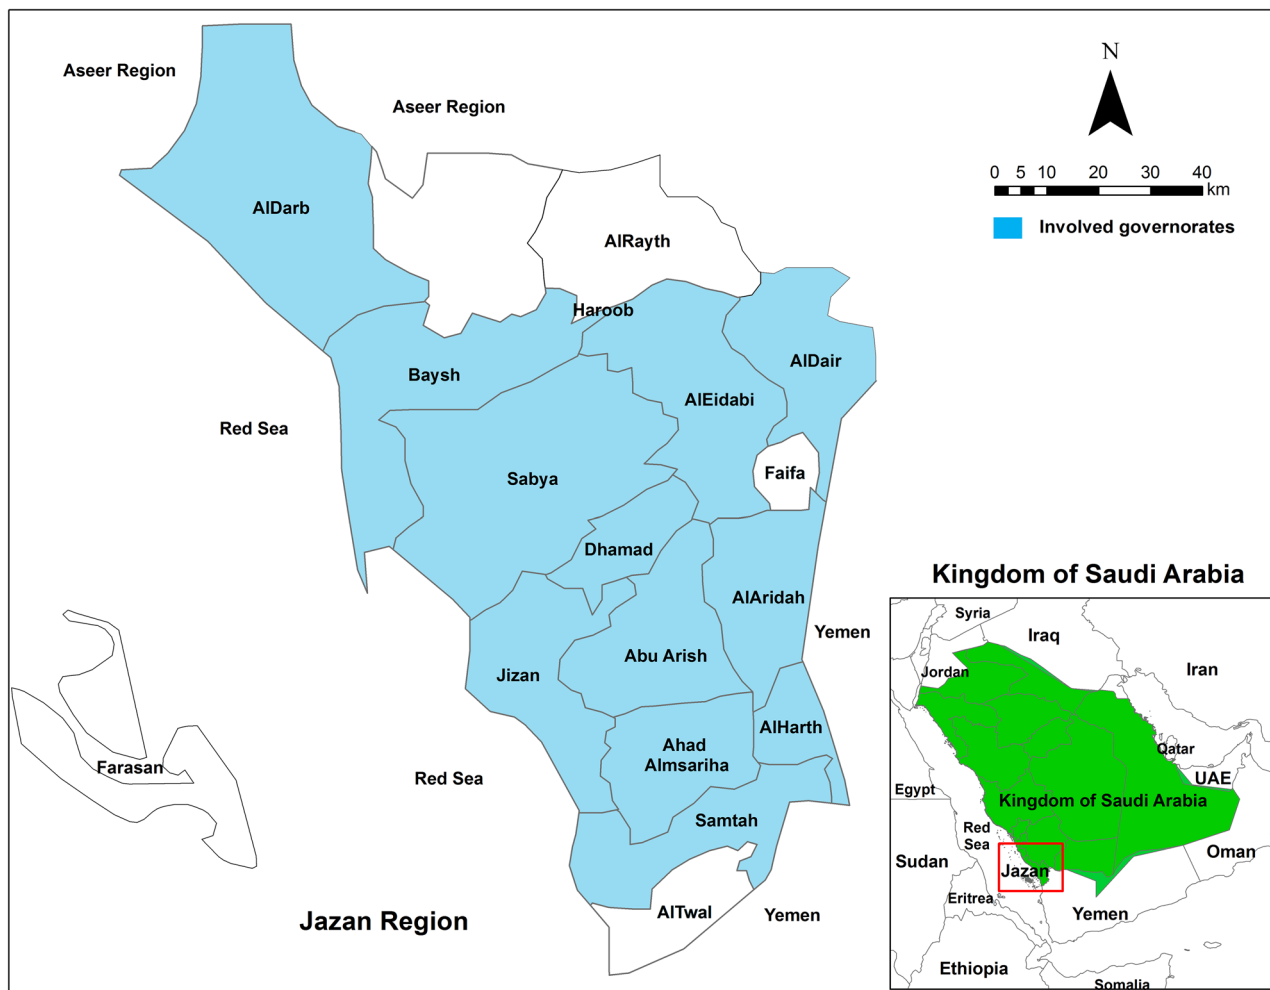 Aseer Region
Aseer Region
N
0 5 10 20 30 40
km
Involved governorates
AlDarb
AlRayth
Haroob
AlDair
Baysh
AlEidabi
Red Sea
Faifa
Sabya
Dhamad
AlAridah
Yemen
Abu Arish
Jizan
AlHarth
Ahad
Almsariha
Farasan
Red Sea
Samtah
AlTwal
Yemen
Jazan Region
Kingdom of Saudi Arabia
Syria
Iraq
Iran
Jordan
Qatar
UAE
Egypt
Kingdom of Saudi Arabia
Red
Sea
Oman
Sudan
Jazan
Eritrea
Yemen
Ethiopia
Somalia